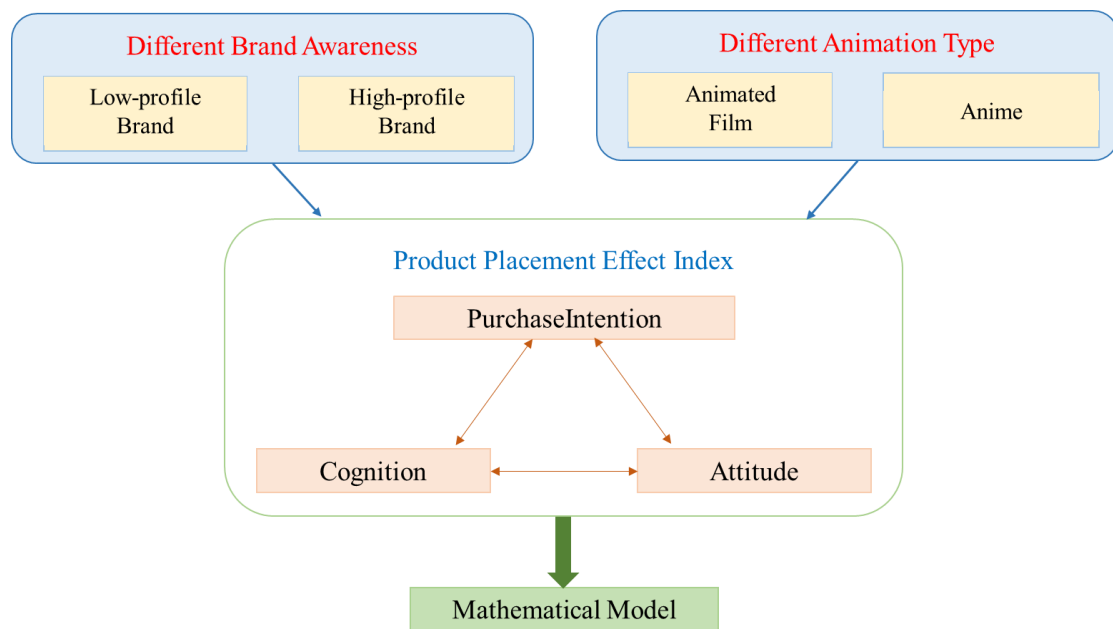 Different Brand Awareness
Low-profile
Brand
High-profile
Brand
Different Animation Type
Animated
Film
Anime
Product Placement Effect Index
PurchaseIntention
Cognition
Attitude
Mathematical Model